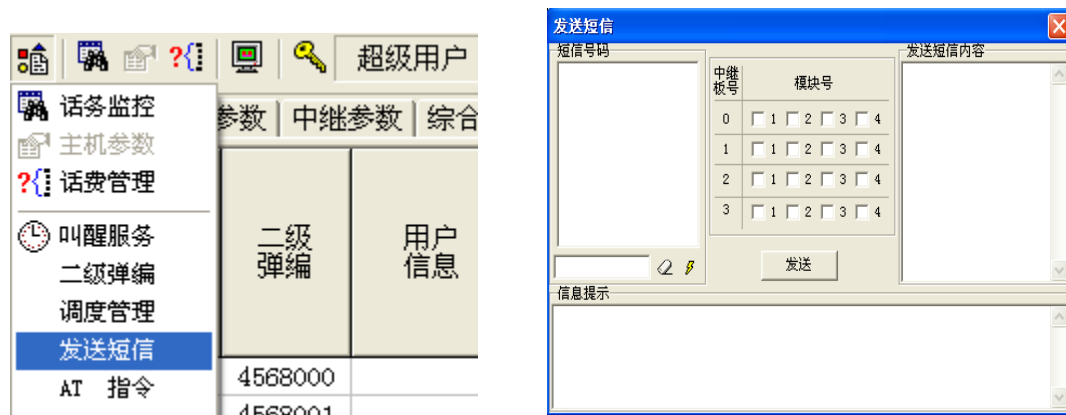 超级用户
话务监控
主机参数
话费管理
叫醒服务
二级弹编
调度管理
发送短信
AT 指令
参数 中继参数 综合
二级
弹编
用户
信息
4568000
4568001
发送短信
短信号码
中继
板号
模块号
0 1 2 3 4
1 1 2 3 4
2 1 2 3 4
3 1 2 3 4
发送
发送短信内容
信息提示